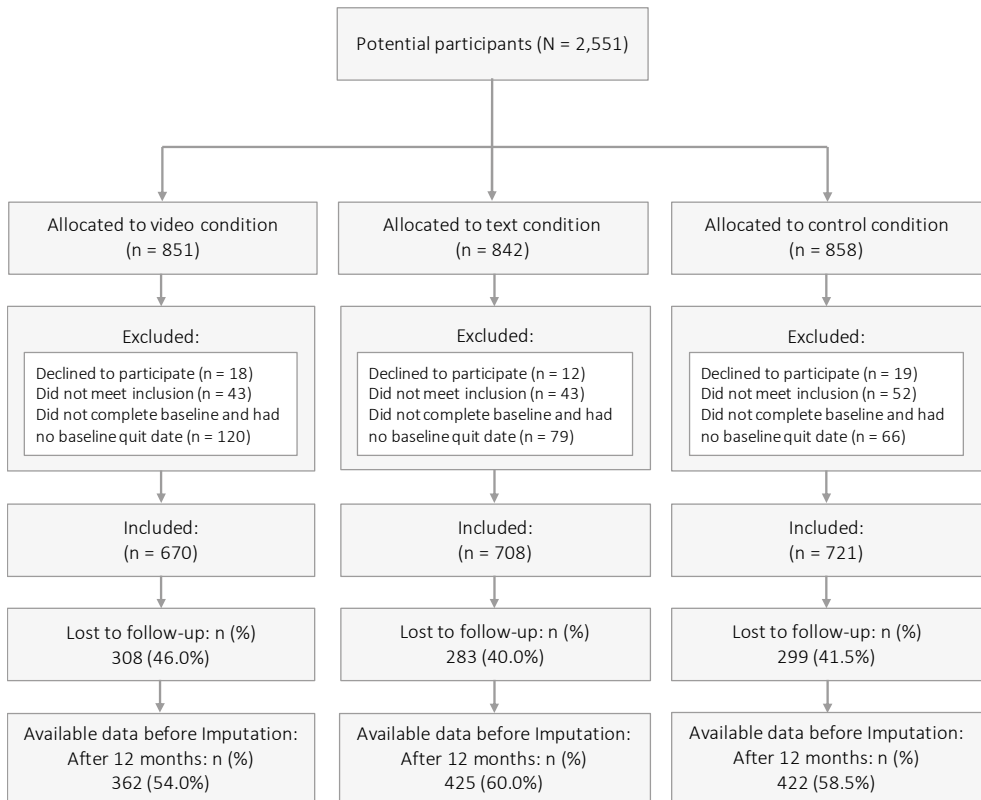 Potential participants (N = 2,551)
Allocated to video condition
(n = 851)
Allocated to text condition
(n = 842)
Allocated to control condition
(n = 858)
Excluded:
Declined to participate (n = 18)
Did not meet inclusion (n = 43)
Did not complete baseline and had
no baseline quit date (n = 120)
Excluded:
Declined to participate (n = 12)
Did not meet inclusion (n = 43)
Did not complete baseline and had
no baseline quit date (n = 79)
Excluded:
Declined to participate (n = 19)
Did not meet inclusion (n = 52)
Did not complete baseline and had
no baseline quit date (n = 66)
Included:
(n = 670)
Included:
(n = 708)
Included:
(n = 721)
Lost to follow-up: n (%)
308 (46.0%)
Lost to follow-up: n (%)
283 (40.0%)
Lost to follow-up: n (%)
299 (41.5%)
Available data before Imputation:
After 12 months: n (%)
362 (54.0%)
Available data before Imputation:
After 12 months: n (%)
425 (60.0%)
Available data before Imputation:
After 12 months: n (%)
422 (58.5%)